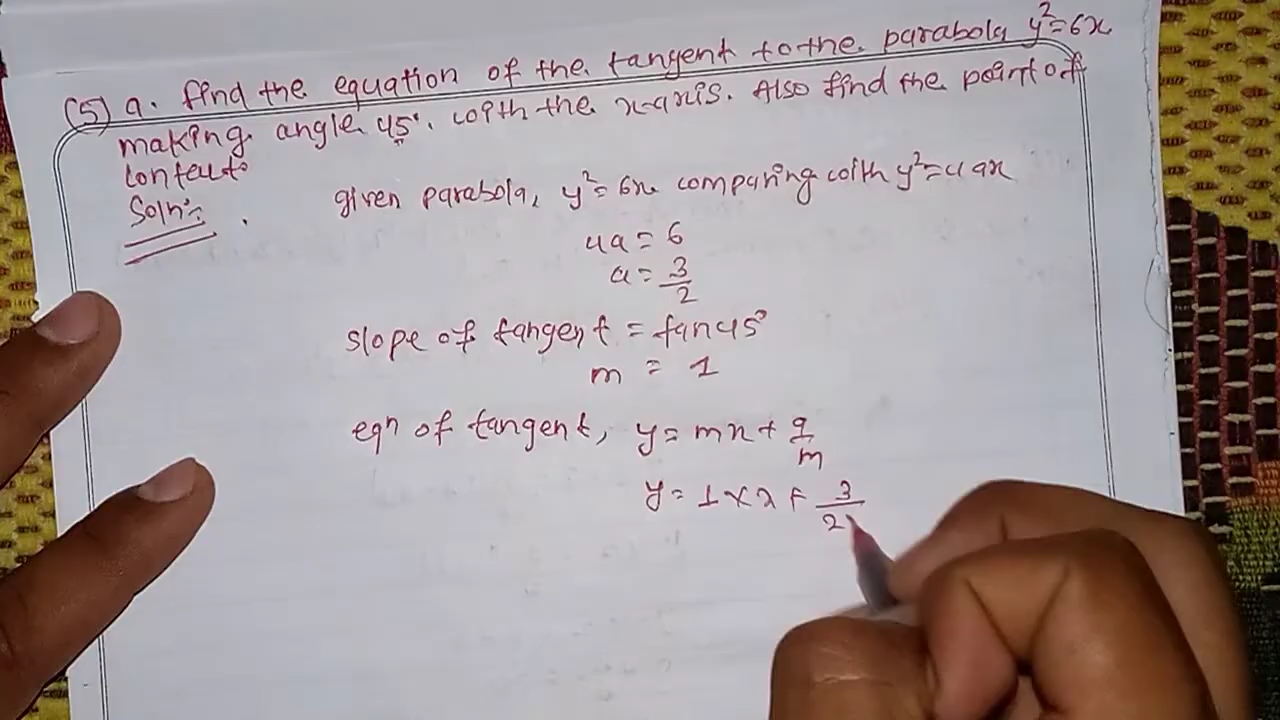 (5) a. find the equation of the tangent to the parabola y²=6x
making angle 45°. with the x-axis. Also find the point of
contact.
Soln:- given parabola, y²=6x comparing with y²=4ax
4a = 6
a = 3/2
slope of tangent = tan45°
m = 1
eqn of tangent, y = mx + a/m
y = 1 × x + 3/2